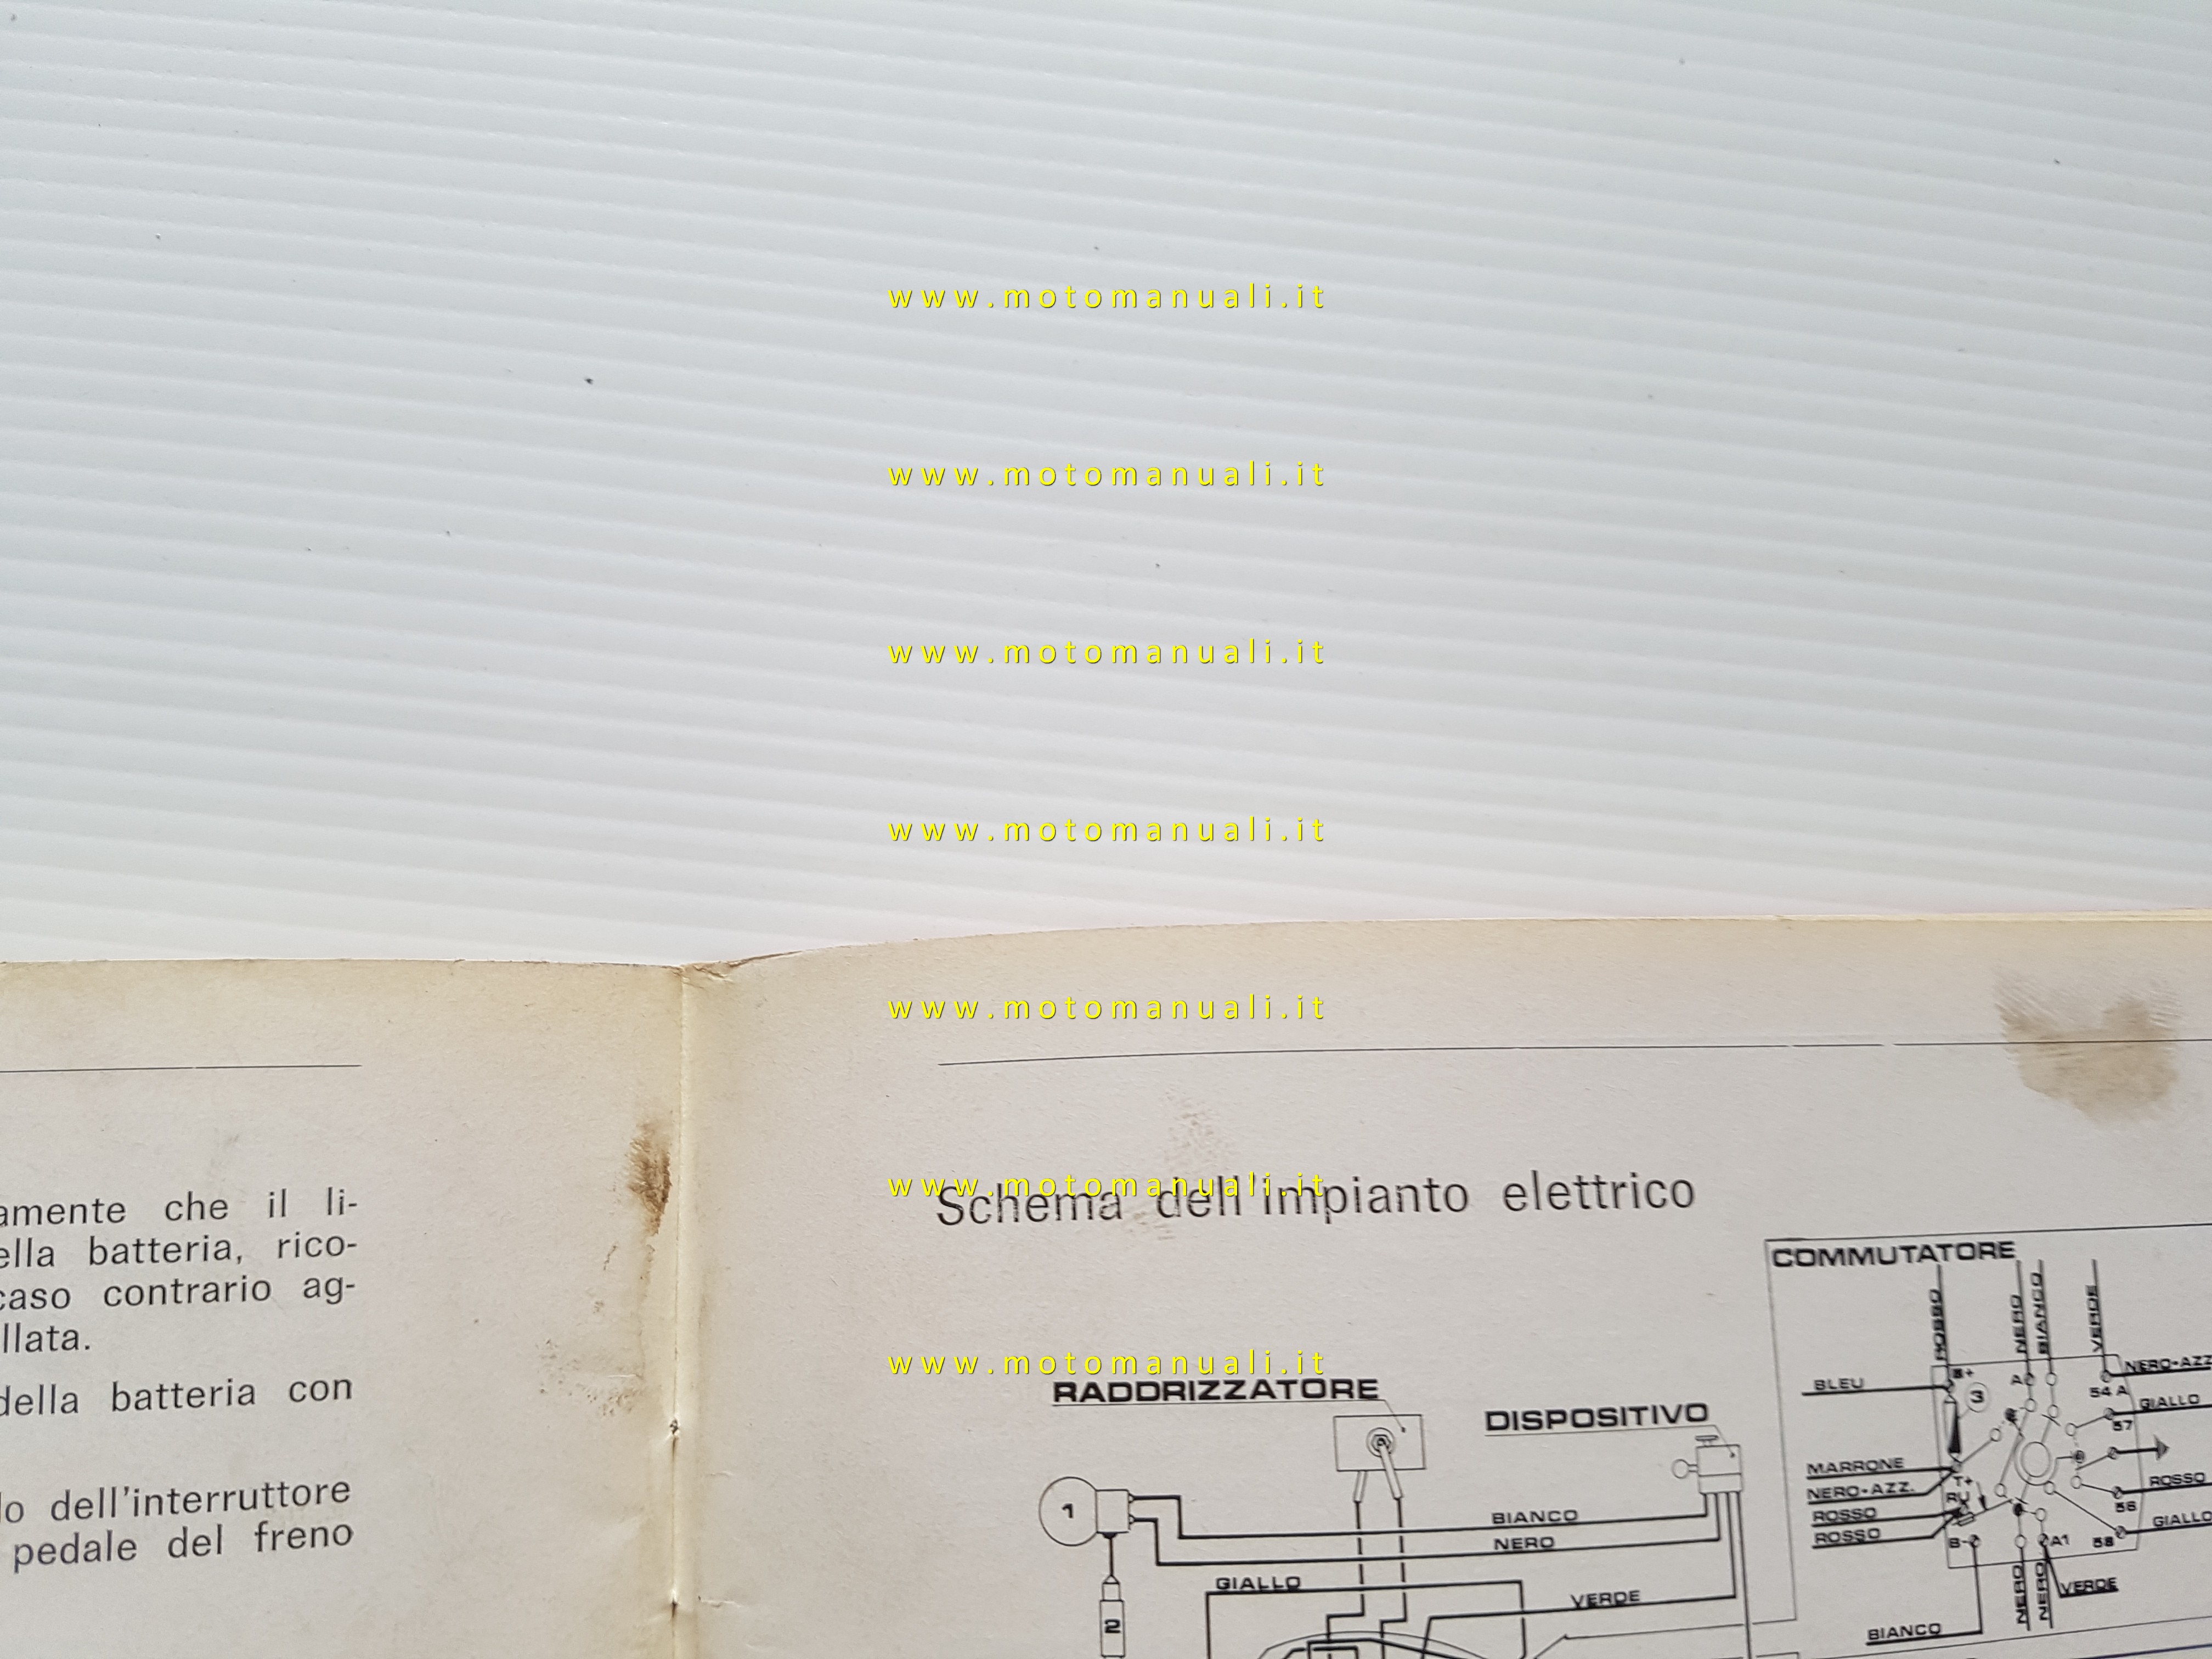 www.motomanuali.it
www.motomanuali.it
www.motomanuali.it
www.motomanuali.it
www.motomanuali.it
www.motomanuali.it
www.motomanuali.it
amente che il li-
ella batteria, rico-
caso contrario ag-
llata.
della batteria con
lo dell'interruttore
pedale del freno
Schema dell'impianto elettrico
COMMUTATORE
ROSSO
NERO
BIANCO
VERDE
NERO-AZZ
BLEU
B+
3
A
54 A
GIALLO
57
MARRONE
NERO-AZZ.
T+
RU
ROSSO
ROSSO
ROSSO
56
GIALLO
B-
A1
58
NERO
NERO
VERDE
BIANCO
RADDRIZZATORE
DISPOSITIVO
1
BIANCO
NERO
GIALLO
VERDE
2